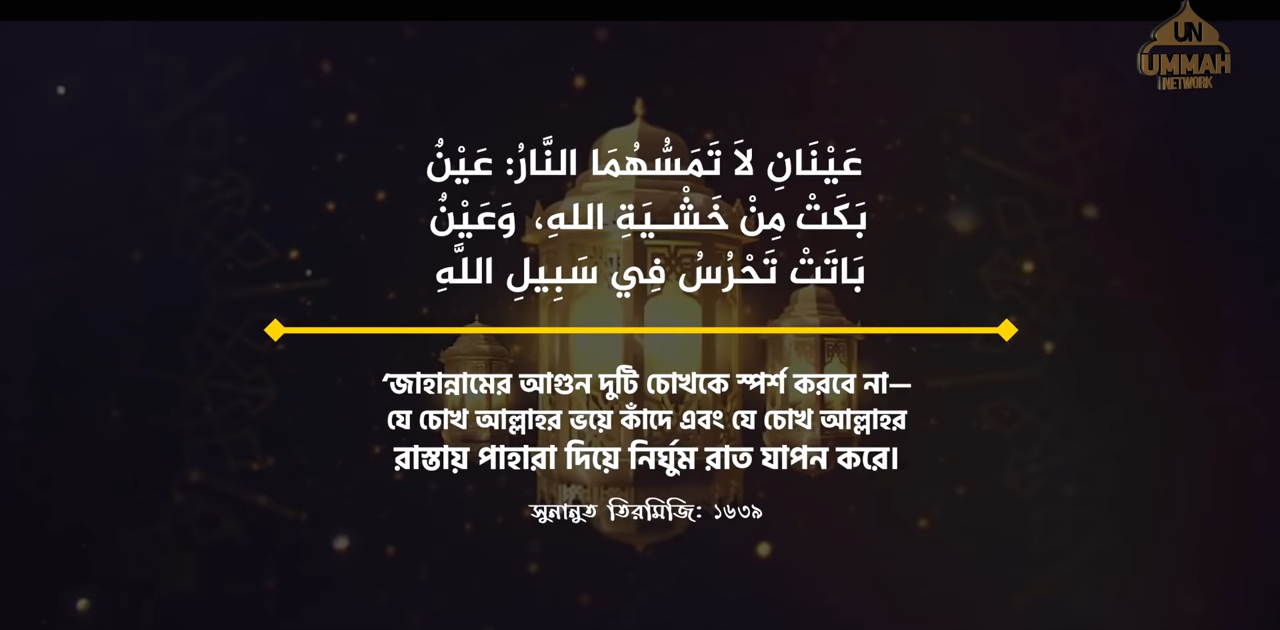 UN
UMMAH
NETWORK
عَيْنَانِ لاَ تَمَسُّهُمَا النَّارُ: عَيْنٌ
بَكَتْ مِنْ خَشْـيَةِ اللهِ، وَعَيْنٌ
بَاتَتْ تَحْرُسُ فِي سَبِيلِ اللَّهِ
‘জাহান্নামের আগুন দুটি চোখকে স্পর্শ করবে না—
যে চোখ আল্লাহর ভয়ে কাঁদে এবং যে চোখ আল্লাহর
রাস্তায় পাহারা দিয়ে নির্ঘুম রাত যাপন করে।
সুনানুত তিরমিজি: ১৬৩৯